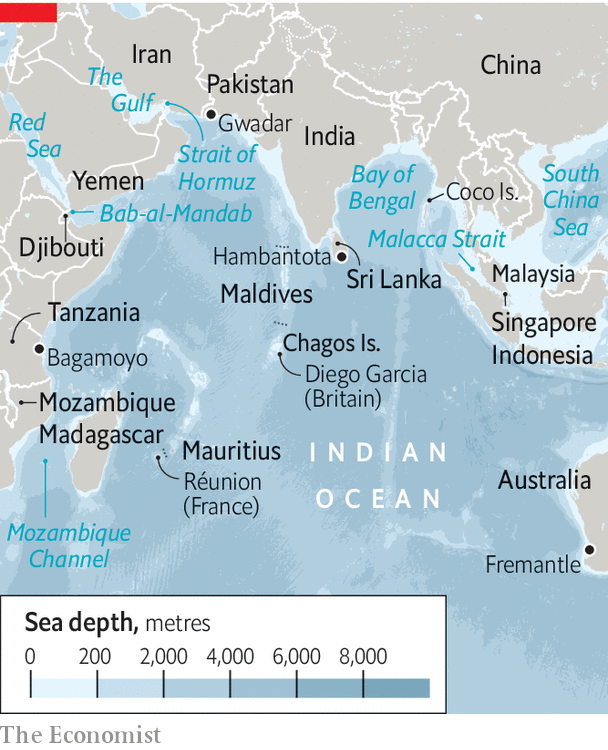 Iran
China
The
Gulf
Pakistan
Gwadar
Red
Sea
India
Strait of
Hormuz
Yemen
Bay of
Bengal
Coco Is.
South
China
Sea
Bab-al-Mandab
Djibouti
Malacca Strait
Hambantota
Sri Lanka
Malaysia
Maldives
Tanzania
Singapore
Chagos Is.
Indonesia
Bagamoyo
Diego Garcia
(Britain)
Mozambique
Madagascar
Mauritius
INDIAN
OCEAN
Réunion
(France)
Australia
Mozambique
Channel
Fremantle
Sea depth, metres
0 200 2,000 4,000 6,000 8,000
The Economist